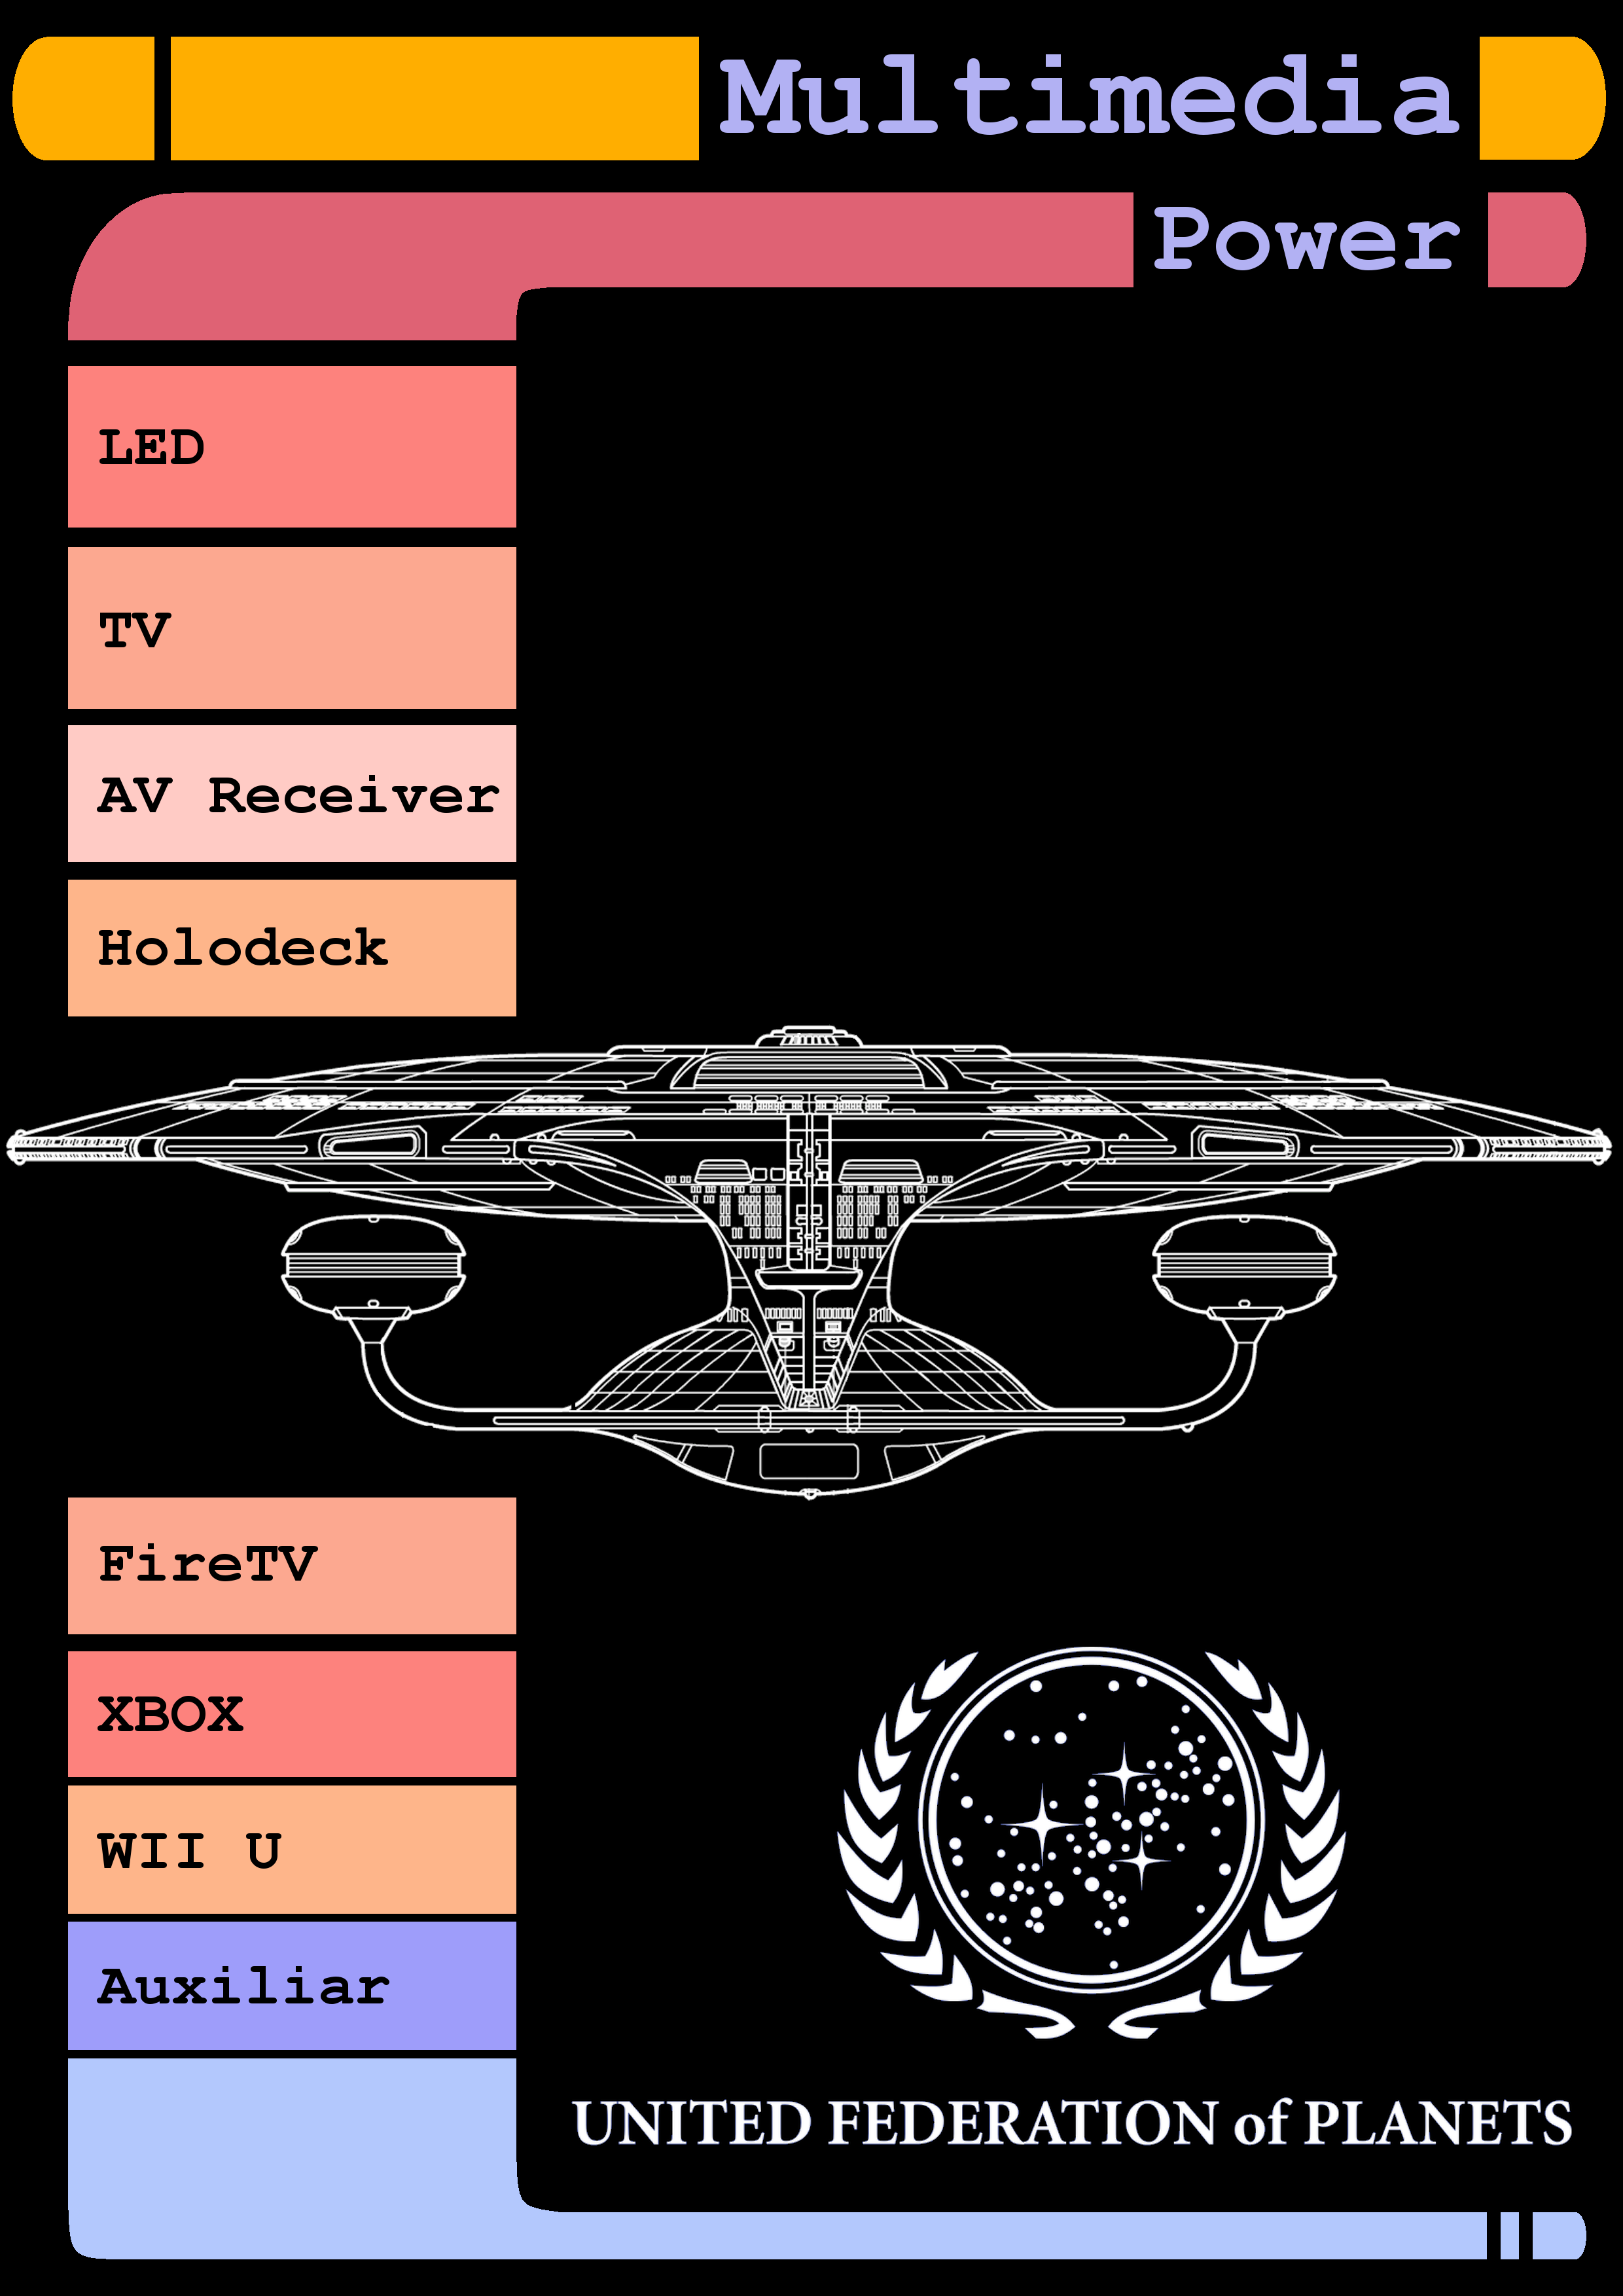 Multimedia
Power
LED
TV
AV Receiver
Holodeck
FireTV
XBOX
WII U
Auxiliar
UNITED FEDERATION of PLANETS